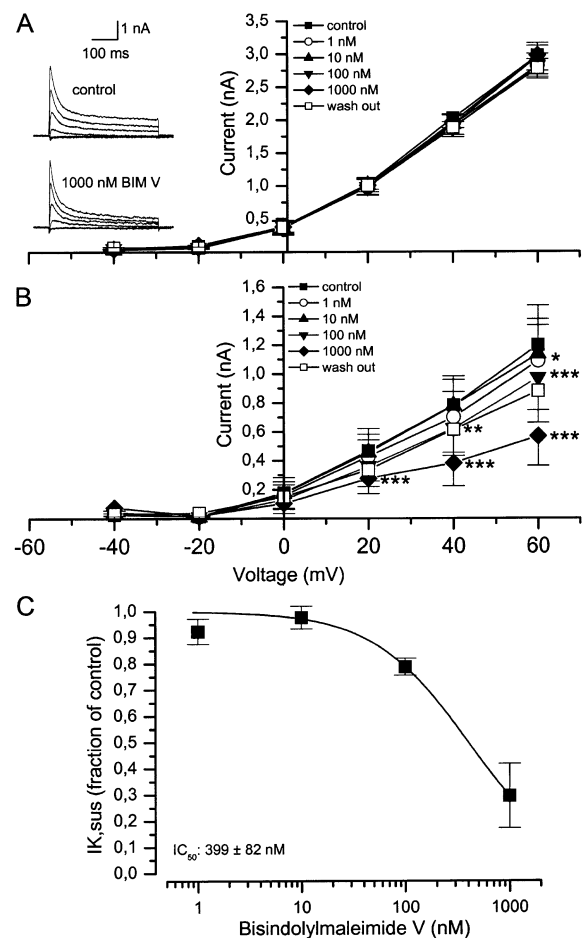 A
1 nA
100 ms
control
1000 nM BIM V
Current (nA)
3,5
3,0
2,5
2,0
1,5
1,0
0,5
control
1 nM
10 nM
100 nM
1000 nM
wash out
B
Current (nA)
1,6
1,4
1,2
1,0
0,8
0,6
0,4
0,2
control
1 nM
10 nM
100 nM
1000 nM
wash out
*
***
**
***
***
***
-60 -40 -20 0 20 40 60
Voltage (mV)
C
IK,sus (fraction of control)
1,0
0,9
0,8
0,7
0,6
0,5
0,4
0,3
0,2
0,1
0,0
IC50: 399 ± 82 nM
1 10 100 1000
Bisindolylmaleimide V (nM)